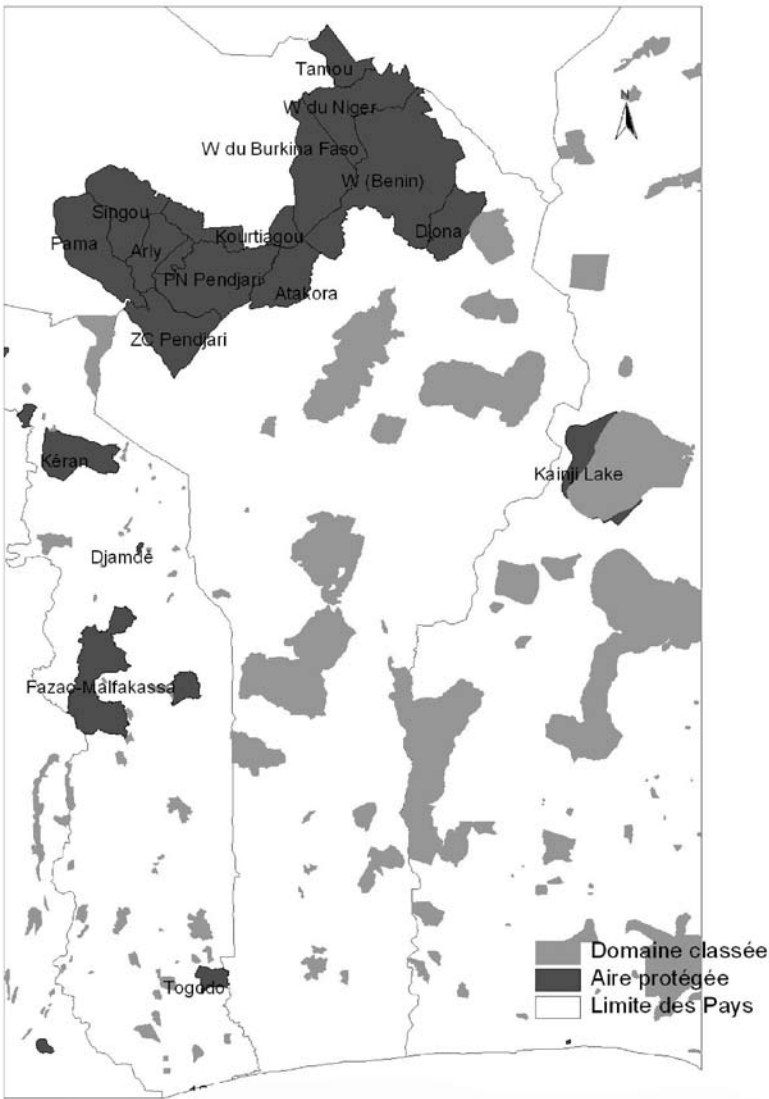 Tamou
N
W du Niger
W du Burkina Faso
W (Benin)
Singou
Djona
Pama
Kourtiagou
Arly
PN Pendjari
Atakora
ZC Pendjari
Kéran
Kainji Lake
Djamdé
Fazao-Malfakassa
Domaine classée
Aire protégée
Togodo
Limite des Pays